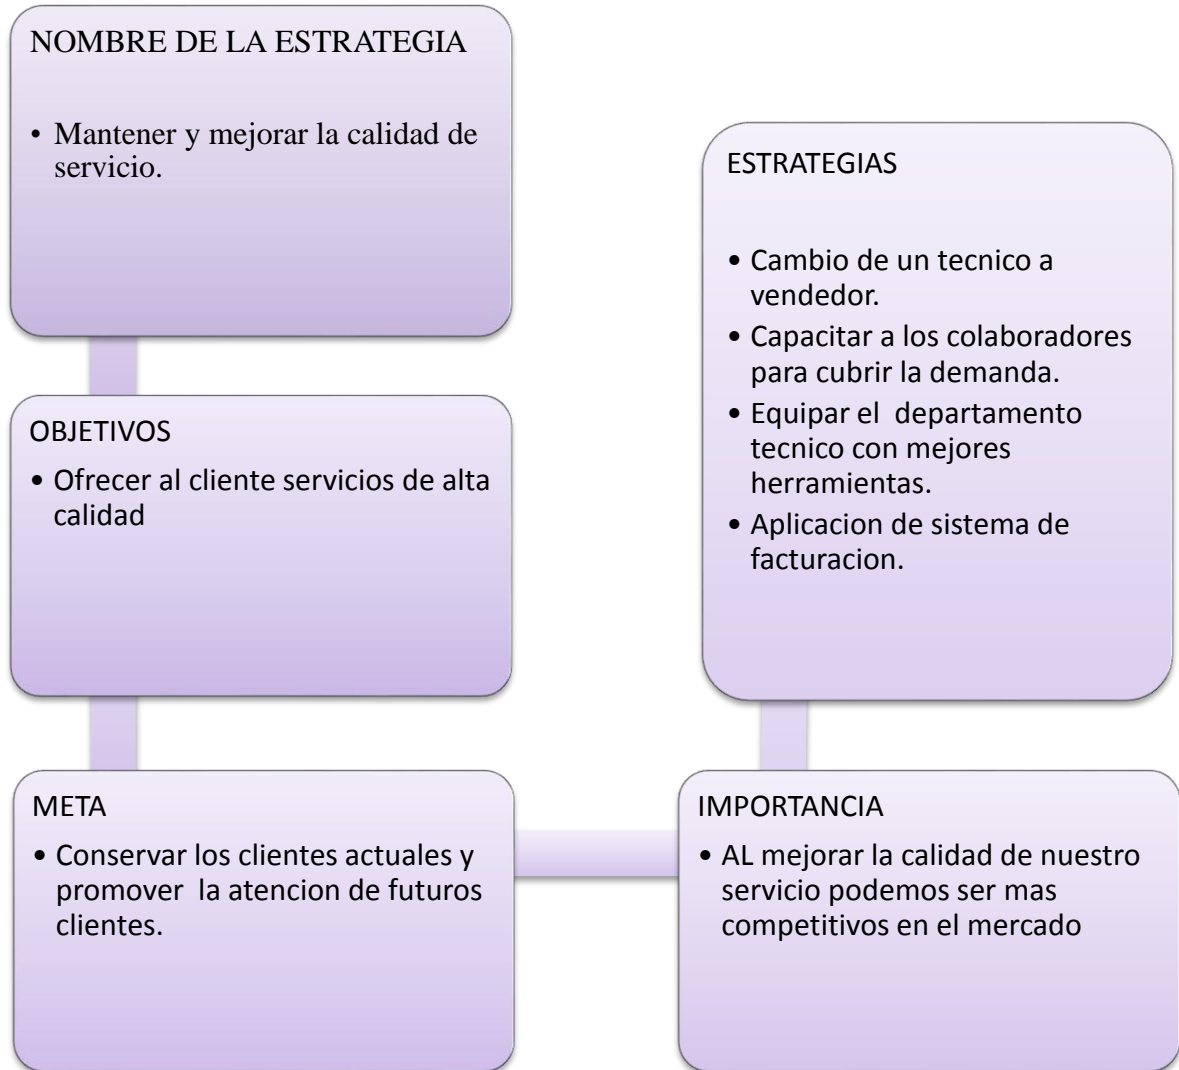 NOMBRE DE LA ESTRATEGIA
• Mantener y mejorar la calidad de
servicio.
OBJETIVOS
• Ofrecer al cliente servicios de alta
calidad
META
• Conservar los clientes actuales y
promover la atencion de futuros
clientes.
IMPORTANCIA
• AL mejorar la calidad de nuestro
servicio podemos ser mas
competitivos en el mercado
ESTRATEGIAS
• Cambio de un tecnico a
vendedor.
• Capacitar a los colaboradores
para cubrir la demanda.
• Equipar el departamento
tecnico con mejores
herramientas.
• Aplicacion de sistema de
facturacion.